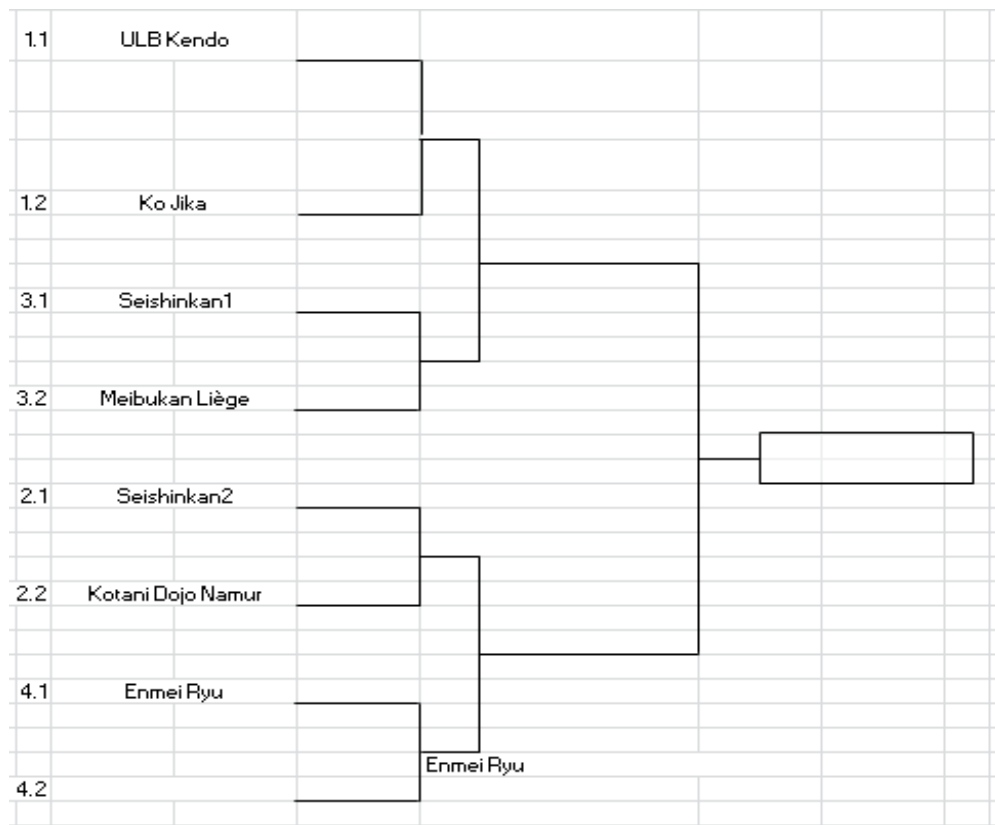 1.1 ULB Kendo
1.2 Ko Jika
3.1 Seishinkan1
3.2 Meibukan Liège
2.1 Seishinkan2
2.2 Kotani Dojo Namur
4.1 Enmei Ryu
Enmei Ryu
4.2